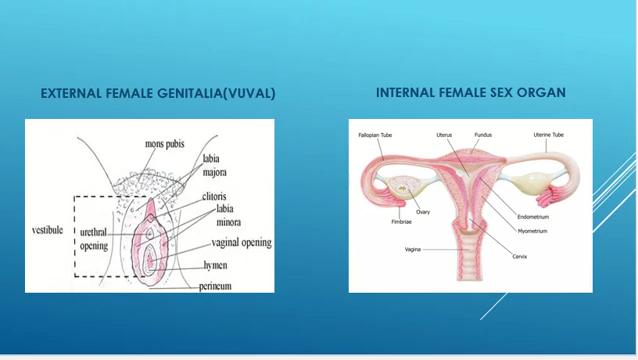 EXTERNAL FEMALE GENITALIA(VUVAL)
mons pubis
labia
majora
clitoris
labia
minora
vestibule
urethral
opening
vaginal opening
hymen
perineum
INTERNAL FEMALE SEX ORGAN
Fallopian Tube
Uterus
Fundus
Uterine Tube
Ovary
Fimbriae
Endometrium
Myometrium
Vagina
Cervix